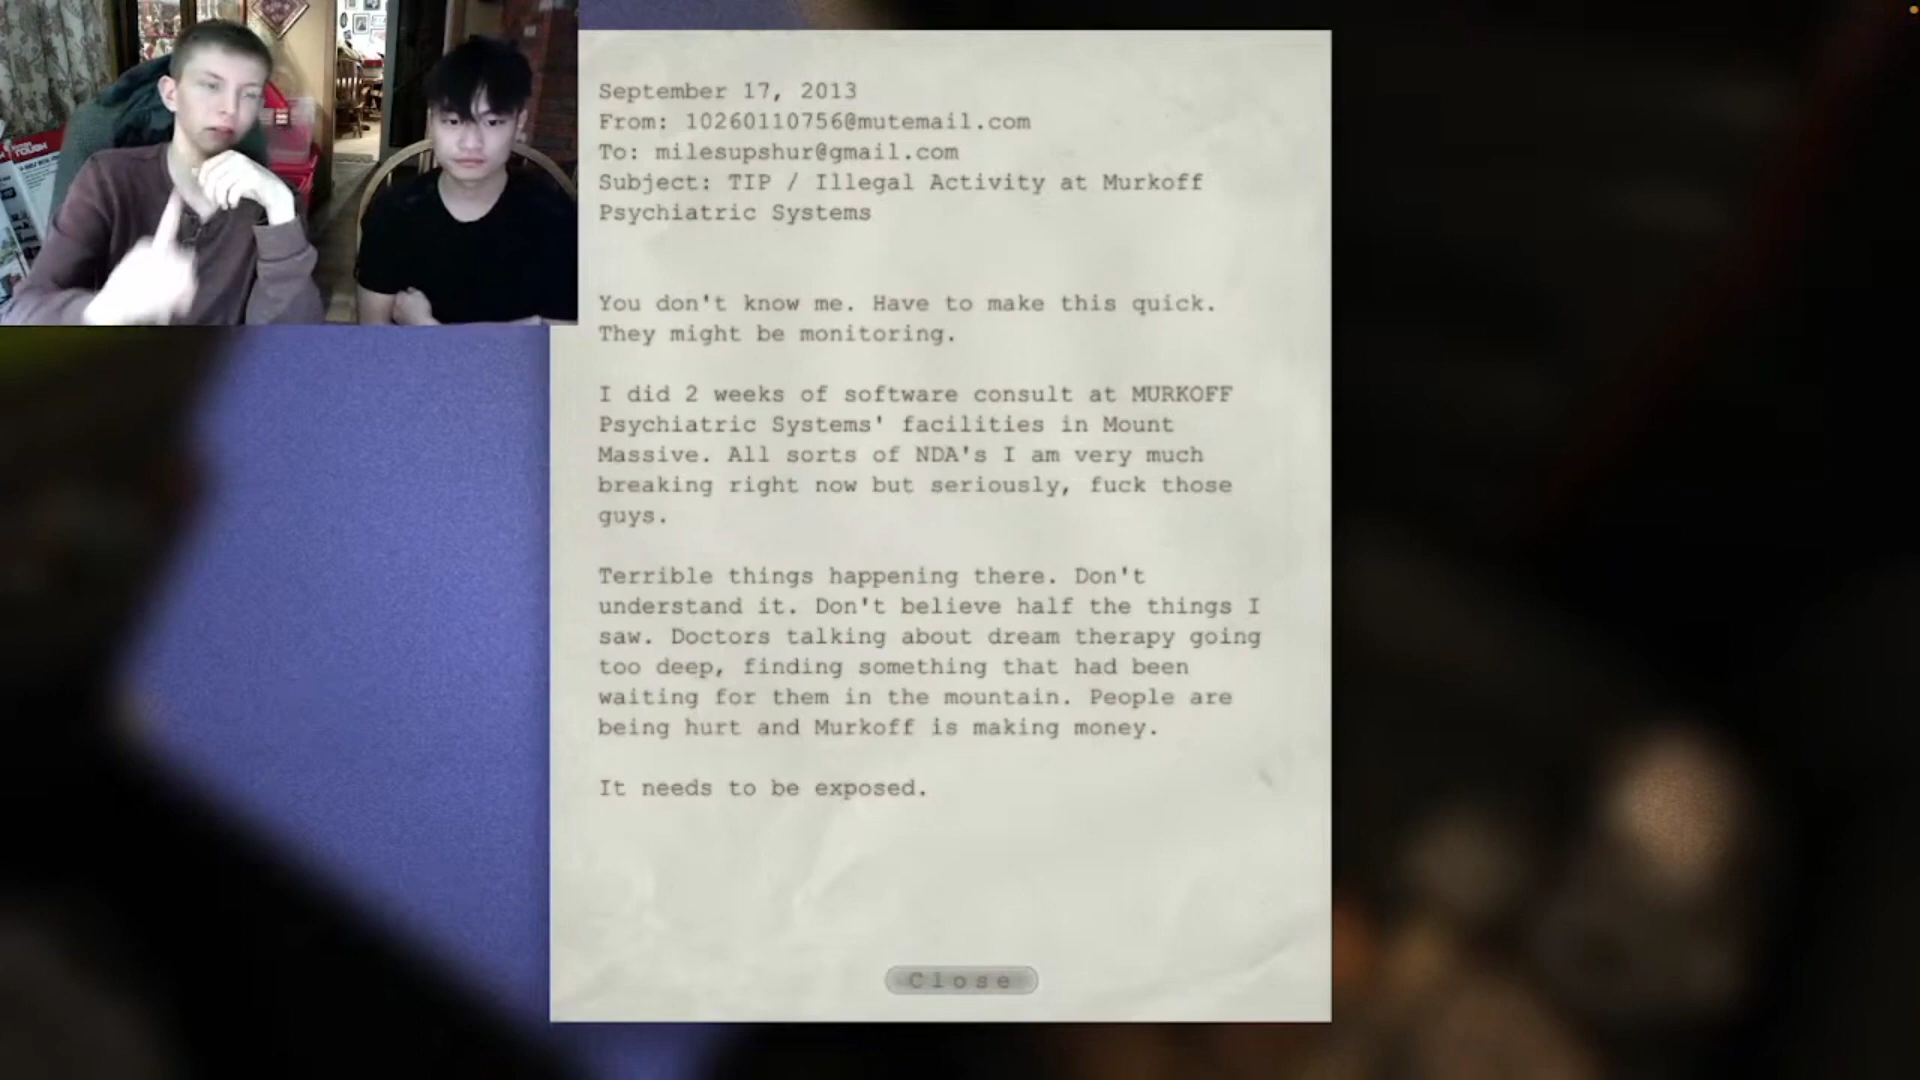 September 17, 2013
From: 10260110756@mutemail.com
To: milesupshur@gmail.com
Subject: TIP / Illegal Activity at Murkoff
Psychiatric Systems
You don't know me. Have to make this quick.
They might be monitoring.
I did 2 weeks of software consult at MURKOFF
Psychiatric Systems' facilities in Mount
Massive. All sorts of NDA's I am very much
breaking right now but seriously, fuck those
guys.
Terrible things happening there. Don't
understand it. Don't believe half the things I
saw. Doctors talking about dream therapy going
too deep, finding something that had been
waiting for them in the mountain. People are
being hurt and Murkoff is making money.
It needs to be exposed.
Close